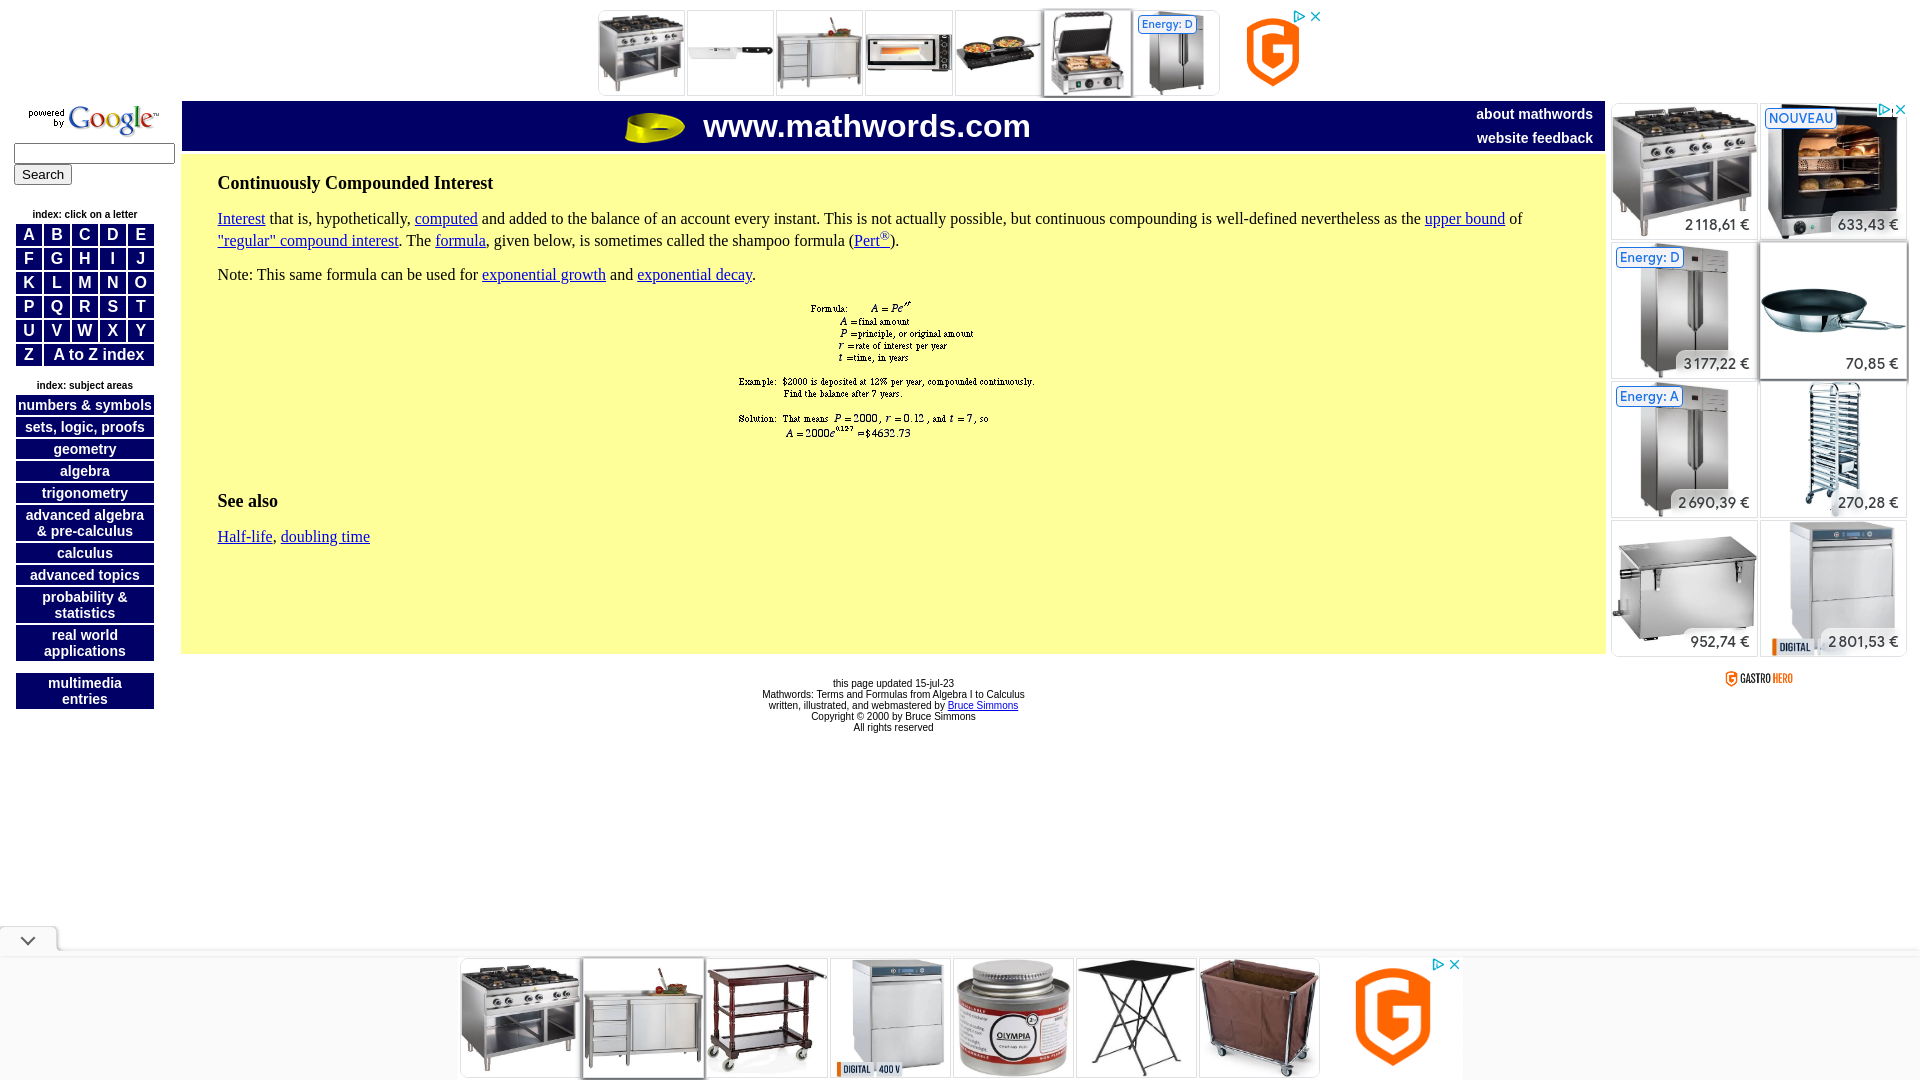 Energy: D
powered
by Google™
Search
www.mathwords.com
about mathwords
website feedback
index: click on a letter
A B C D E
F G H I J
K L M N O
P Q R S T
U V W X Y
Z A to Z index
index: subject areas
numbers & symbols
sets, logic, proofs
geometry
algebra
trigonometry
advanced algebra
& pre-calculus
calculus
advanced topics
probability &
statistics
real world
applications
multimedia
entries
Continuously Compounded Interest
Interest that is, hypothetically, computed and added to the balance of an account every instant. This is not actually possible, but continuous compounding is well-defined nevertheless as the upper bound of
"regular" compound interest. The formula, given below, is sometimes called the shampoo formula (Pert®).
Note: This same formula can be used for exponential growth and exponential decay.
Formula: A = Pe^rt
A = final amount
P = principle, or original amount
r = rate of interest per year
t = time, in years
Example: $2000 is deposited at 12% per year, compounded continuously.
Find the balance after 7 years.
Solution: That means P = 2000, r = 0.12, and t = 7, so
A = 2000e^0.12·7 = $4632.73
See also
Half-life, doubling time
this page updated 15-jul-23
Mathwords: Terms and Formulas from Algebra I to Calculus
written, illustrated, and webmastered by Bruce Simmons
Copyright © 2000 by Bruce Simmons
All rights reserved
NOUVEAU
2 118,61 € 633,43 €
Energy: D
3 177,22 € 70,85 €
Energy: A
2 690,39 € 270,28 €
952,74 € DIGITAL 2 801,53 €
GASTRO HERO
DIGITAL 400 V
OLYMPIA